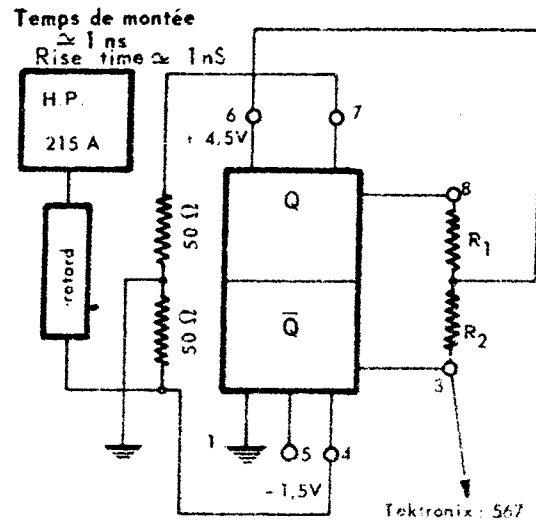 Temps de montée
≃ 1 ns
Rise time ≃ 1nS
H.P.
215 A
retard
50 Ω
50 Ω
6
7
+ 4,5V
Q
Q̅
8
R1
R2
3
1
5
4
- 1,5V
Tektronix : 567